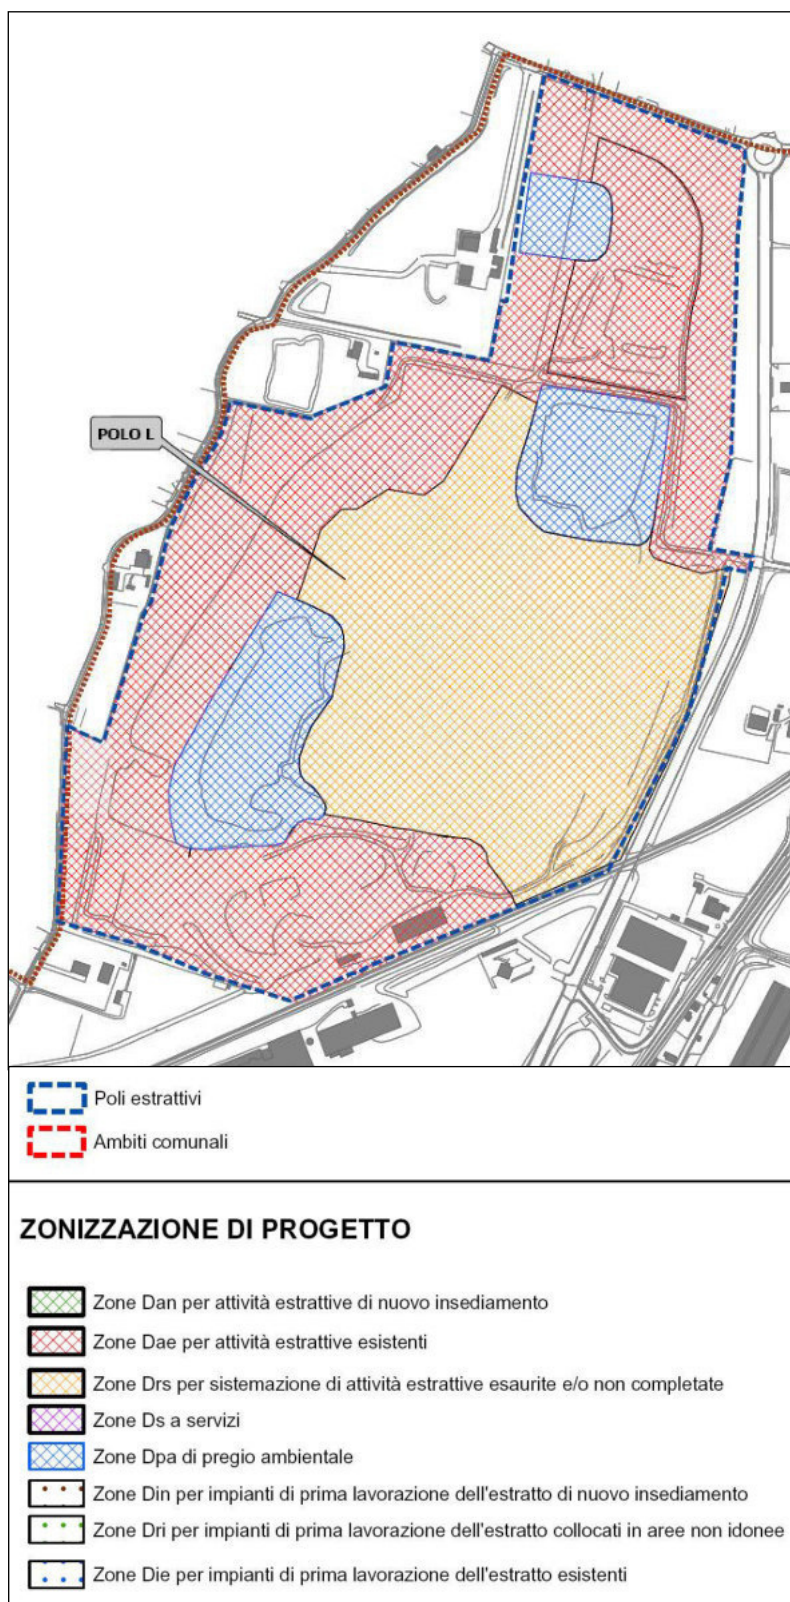 POLO L
Poli estrattivi
Ambiti comunali
ZONIZZAZIONE DI PROGETTO
Zone Dan per attività estrattive di nuovo insediamento
Zone Dae per attività estrattive esistenti
Zone Drs per sistemazione di attività estrattive esaurite e/o non completate
Zone Ds a servizi
Zone Dpa di pregio ambientale
Zone Din per impianti di prima lavorazione dell'estratto di nuovo insediamento
Zone Dri per impianti di prima lavorazione dell'estratto collocati in aree non idonee
Zone Die per impianti di prima lavorazione dell'estratto esistenti